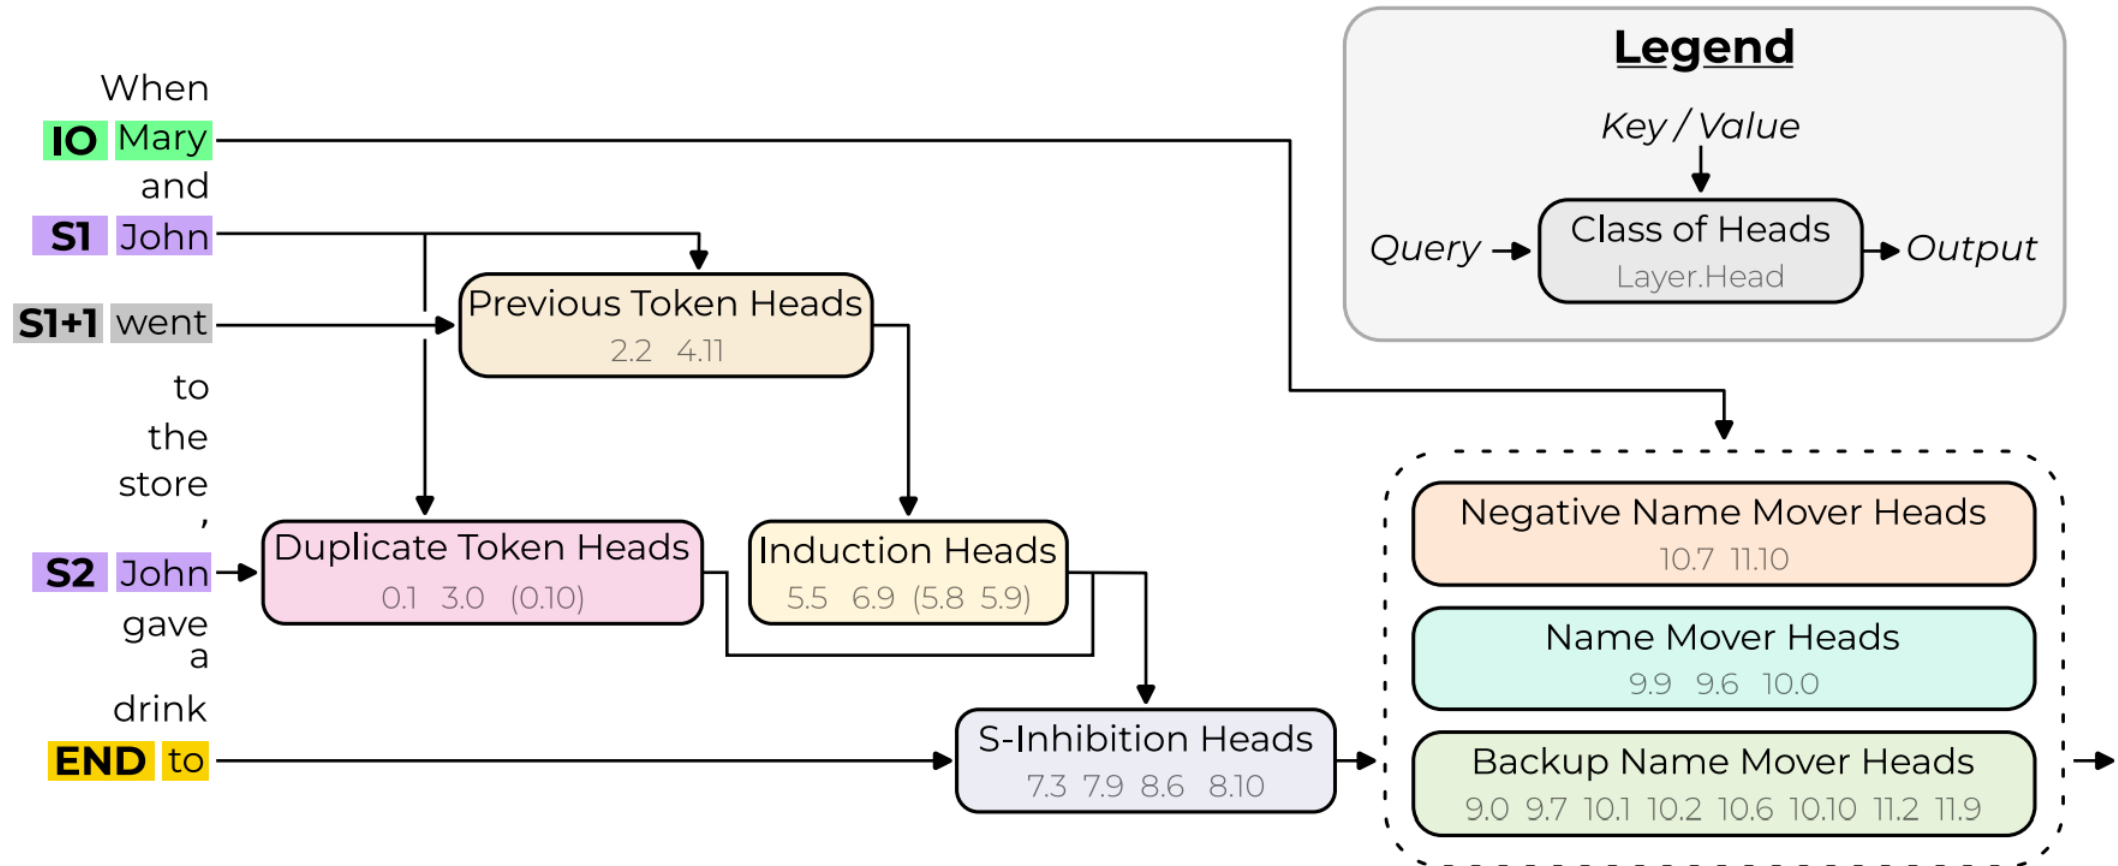 Legend
Key / Value
Query
Class of Heads
Layer.Head
Output
When
IO Mary
and
S1 John
S1+1 went
to
the
store
,
S2 John
gave
a
drink
END to
Previous Token Heads
2.2 4.11
Duplicate Token Heads
0.1 3.0 (0.10)
Induction Heads
5.5 6.9 (5.8 5.9)
S-Inhibition Heads
7.3 7.9 8.6 8.10
Negative Name Mover Heads
10.7 11.10
Name Mover Heads
9.9 9.6 10.0
Backup Name Mover Heads
9.0 9.7 10.1 10.2 10.6 10.10 11.2 11.9